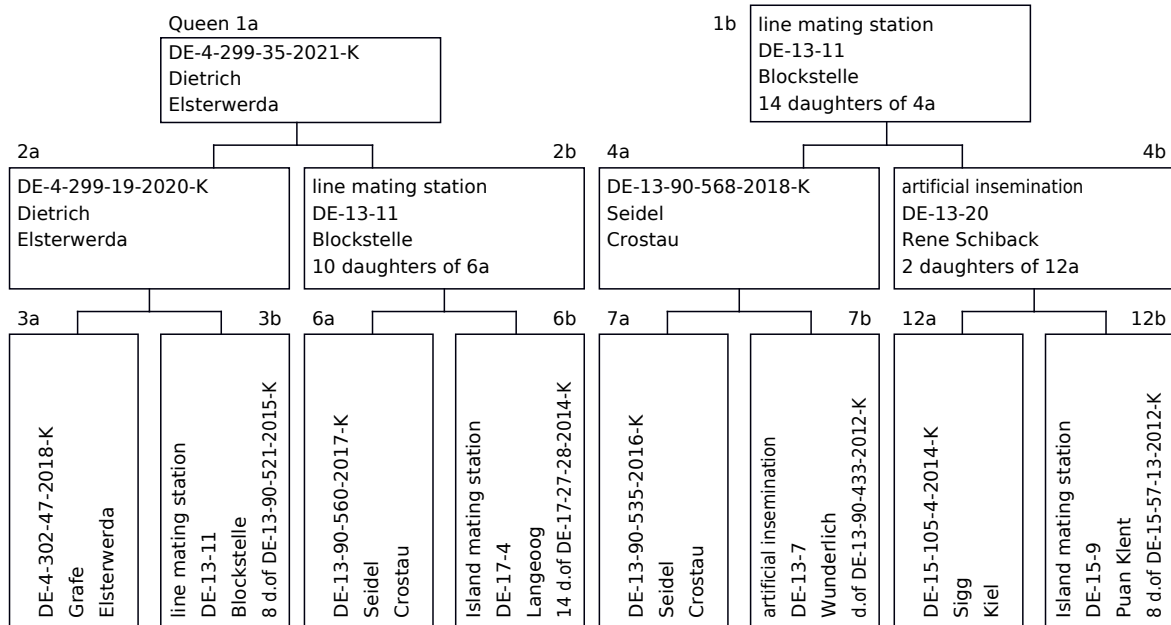 Queen 1a
DE-4-299-35-2021-K
Dietrich
Elsterwerda
1b
line mating station
DE-13-11
Blockstelle
14 daughters of 4a
2a
DE-4-299-19-2020-K
Dietrich
Elsterwerda
2b
line mating station
DE-13-11
Blockstelle
10 daughters of 6a
4a
DE-13-90-568-2018-K
Seidel
Crostau
4b
artificial insemination
DE-13-20
Rene Schiback
2 daughters of 12a
3a
DE-4-302-47-2018-K
Grafe
Elsterwerda
3b
line mating station
DE-13-11
Blockstelle
8 d.of DE-13-90-521-2015-K
6a
DE-13-90-560-2017-K
Seidel
Crostau
6b
Island mating station
DE-17-4
Langeoog
14 d.of DE-17-27-28-2014-K
7a
DE-13-90-535-2016-K
Seidel
Crostau
7b
artificial insemination
DE-13-7
Wunderlich
d.of DE-13-90-433-2012-K
12a
DE-15-105-4-2014-K
Sigg
Kiel
12b
Island mating station
DE-15-9
Puan Klent
8 d.of DE-15-57-13-2012-K